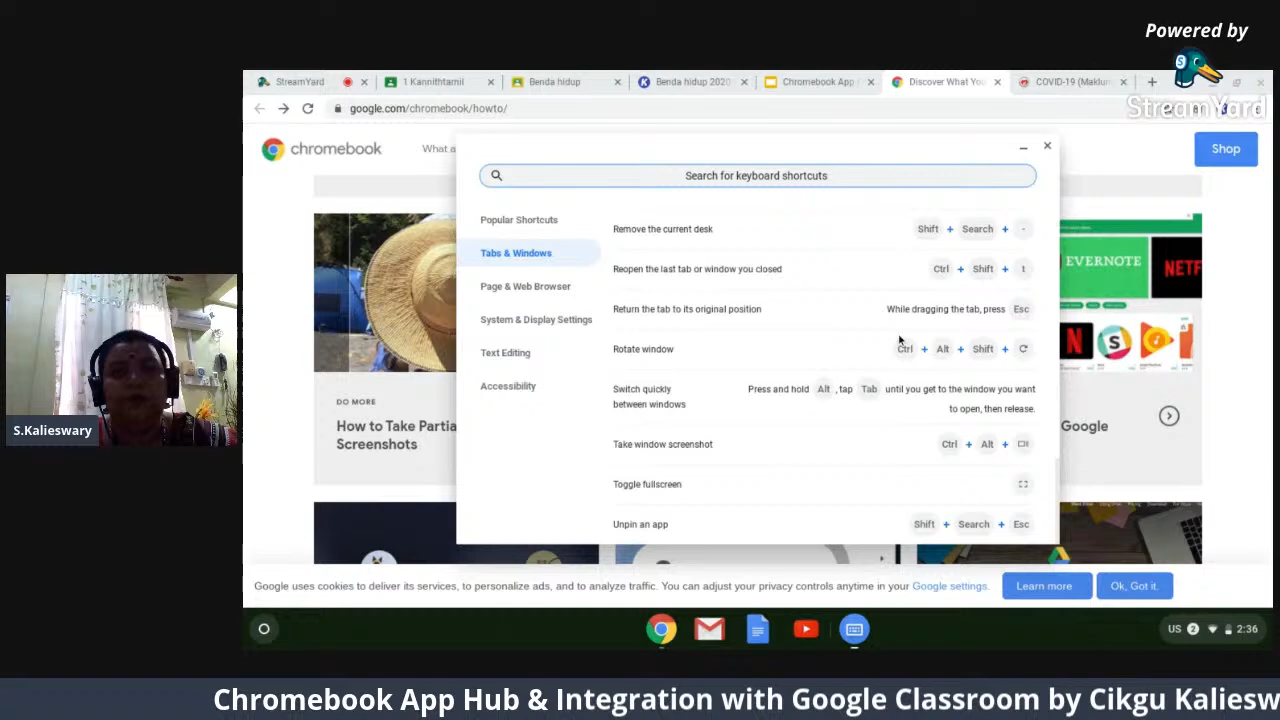 Powered by
StreamYard
StreamYard
1 Kannithtamil
Benda hidup
Benda hidup 2020
Chromebook App
Discover What You
COVID-19 (Maklum
google.com/chromebook/howto/
chromebook
What a
Shop
Search for keyboard shortcuts
Popular Shortcuts
Tabs & Windows
Page & Web Browser
System & Display Settings
Text Editing
Accessibility
Remove the current desk Shift + Search + -
Reopen the last tab or window you closed Ctrl + Shift + t
Return the tab to its original position While dragging the tab, press Esc
Rotate window Ctrl + Alt + Shift +
Switch quickly between windows Press and hold Alt , tap Tab until you get to the window you want
to open, then release.
Take window screenshot Ctrl + Alt +
Toggle fullscreen
Unpin an app Shift + Search + Esc
EVERNOTE
NETF
DO MORE
How to Take Partia
Screenshots
Google
S.Kalieswary
Google uses cookies to deliver its services, to personalize ads, and to analyze traffic. You can adjust your privacy controls anytime in your Google settings.
Learn more
Ok, Got it.
US 2 2:36
Chromebook App Hub & Integration with Google Classroom by Cikgu Kaliesw